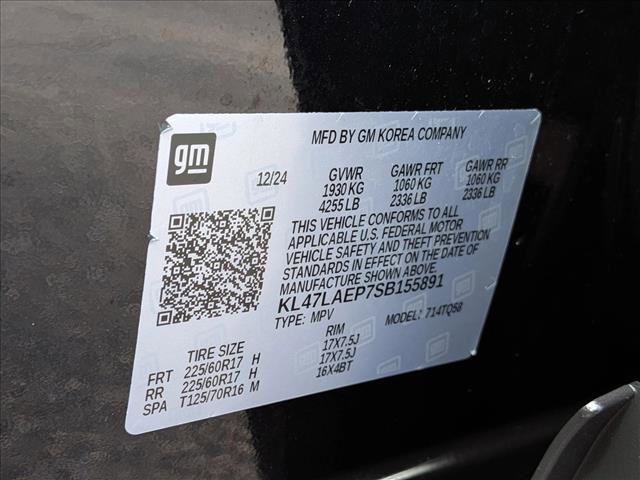 MFD BY GM KOREA COMPANY
gm
12/24 GVWR GAWR FRT GAWR RR
1930 KG 1060 KG 1060 KG
4255 LB 2336 LB 2336 LB
THIS VEHICLE CONFORMS TO ALL
APPLICABLE U.S. FEDERAL MOTOR
VEHICLE SAFETY AND THEFT PREVENTION
STANDARDS IN EFFECT ON THE DATE OF
MANUFACTURE SHOWN ABOVE.
KL47LAEP7SB155891
TYPE: MPV MODEL: 714TQ58
TIRE SIZE RIM
FRT 225/60R17 H 17X7.5J
RR 225/60R17 H 17X7.5J
SPA T125/70R16 M 16X4BT